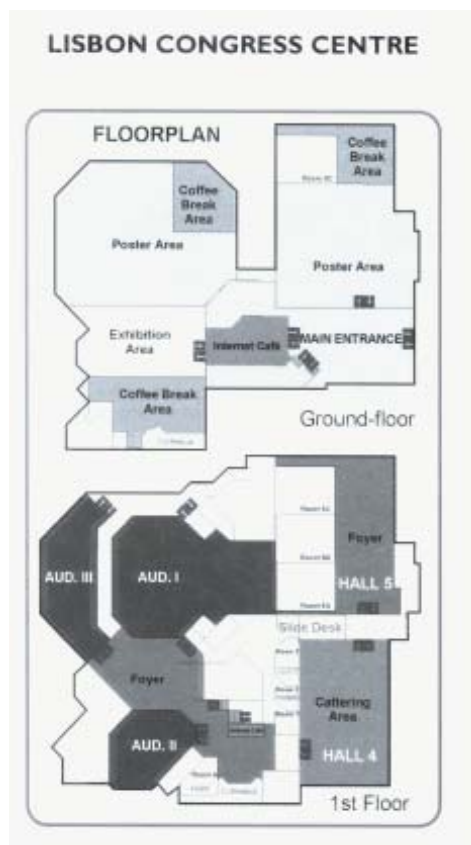 LISBON CONGRESS CENTRE
FLOORPLAN
Coffee
Break
Area
Coffee
Break
Area
Poster Area
Poster Area
Exhibition
Area
Internet Café
MAIN ENTRANCE
Coffee Break
Area
Ground-floor
AUD. III
AUD. I
Foyer
HALL 5
Slide Desk
Foyer
Cattering
Area
AUD. II
HALL 4
1st Floor